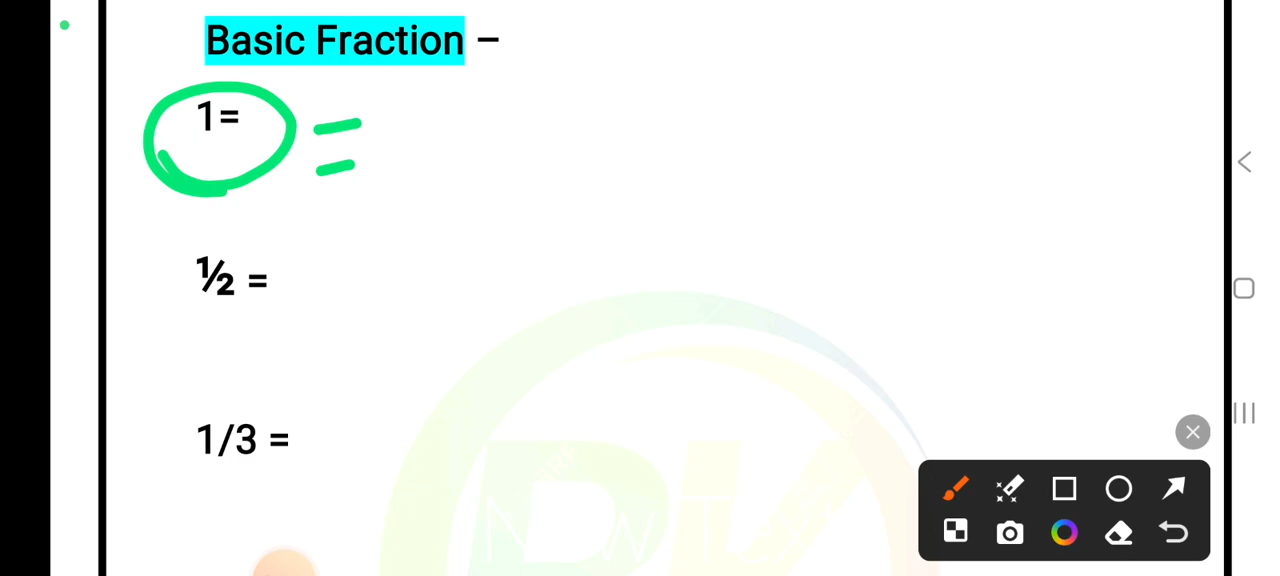 Basic Fraction –
1=
½ =
1/3 =